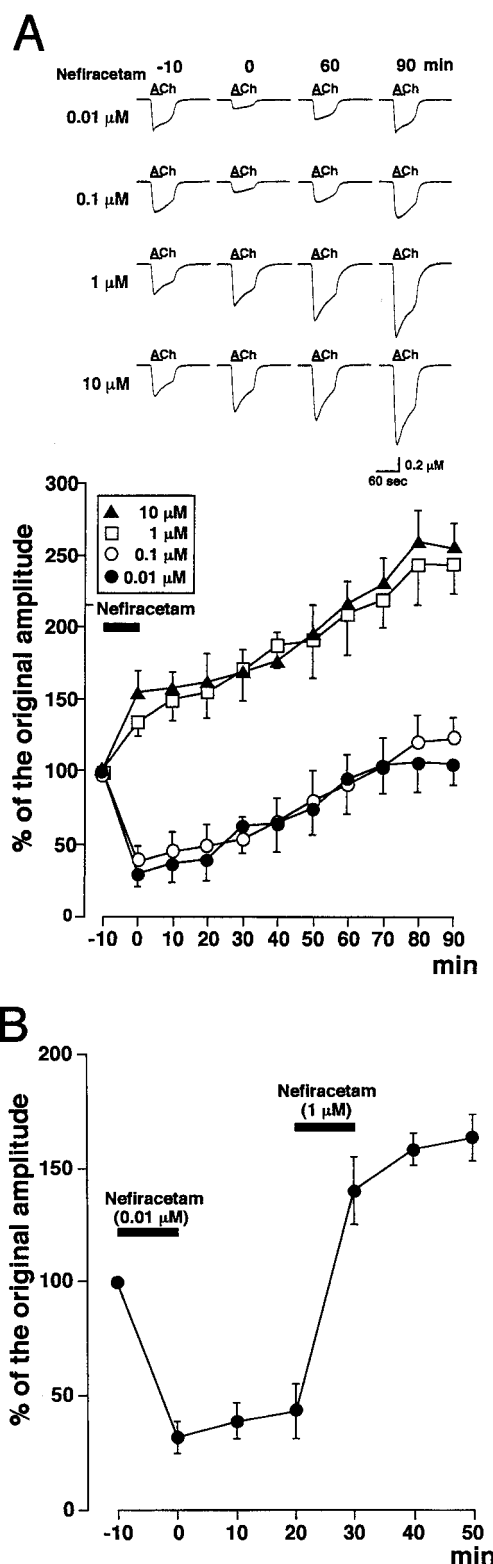 A
Nefiracetam -10 0 60 90 min
0.01 μM ACh ACh ACh ACh
0.1 μM ACh ACh ACh ACh
1 μM ACh ACh ACh ACh
10 μM ACh ACh ACh ACh
0.2 μM
60 sec
% of the original amplitude
300
250
200
150
100
50
0
10 μM
1 μM
0.1 μM
0.01 μM
Nefiracetam
-10 0 10 20 30 40 50 60 70 80 90
min
B
% of the original amplitude
200
150
100
50
0
Nefiracetam
(0.01 μM)
Nefiracetam
(1 μM)
-10 0 10 20 30 40 50
min